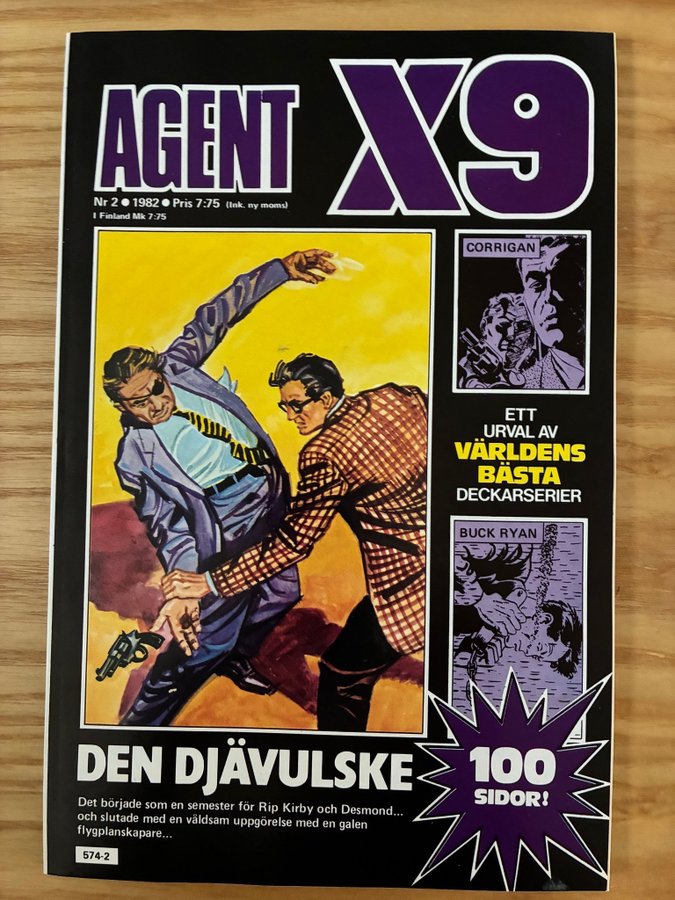 AGENT X9
Nr 2 ● 1982 ● Pris 7:75 (Ink. ny moms)
I Finland Mk 7:75
CORRIGAN
ETT
URVAL AV
VÄRLDENS
BÄSTA
DECKARSERIER
BUCK RYAN
100
SIDOR!
DEN DJÄVULSKE
Det började som en semester för Rip Kirby och Desmond...
och slutade med en våldsam uppgörelse med en galen
flygplanskapare...
574-2